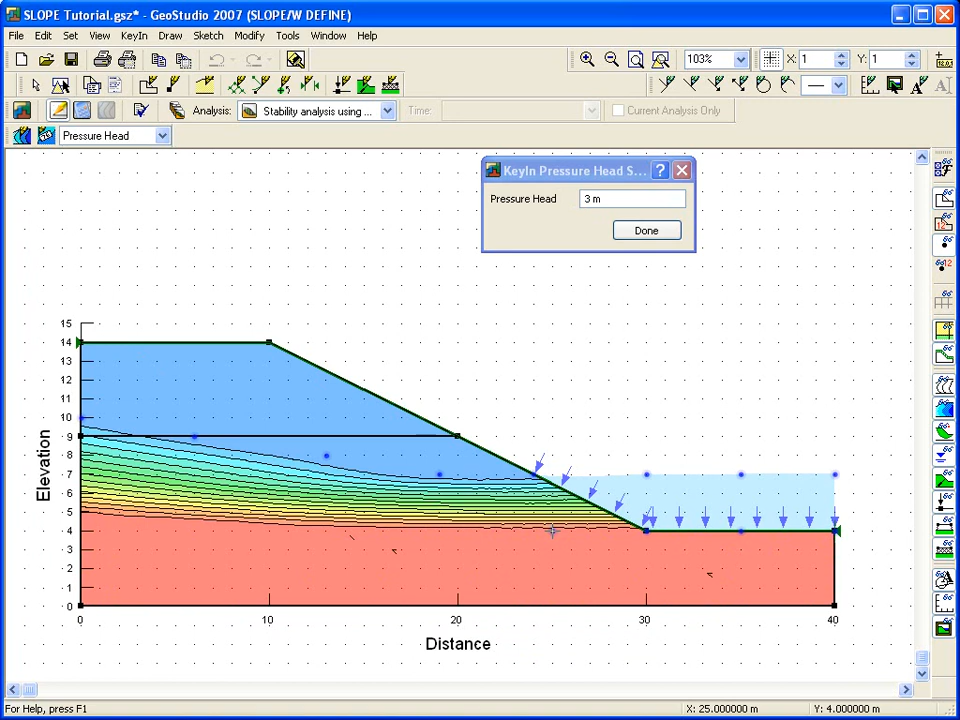 SLOPE Tutorial.gsz* - GeoStudio 2007 (SLOPE/W DEFINE)
File Edit Set View KeyIn Draw Sketch Modify Tools Window Help
103% X: 1 Y: 1
Analysis: Stability analysis using ... Time: Current Analysis Only
Pressure Head
KeyIn Pressure Head S...
Pressure Head 3 m
Done
15
14
13
12
11
10
9
8
7
6
5
4
3
2
1
0
Elevation
0 10 20 30 40
Distance
For Help, press F1 X: 25.000000 m Y: 4.000000 m